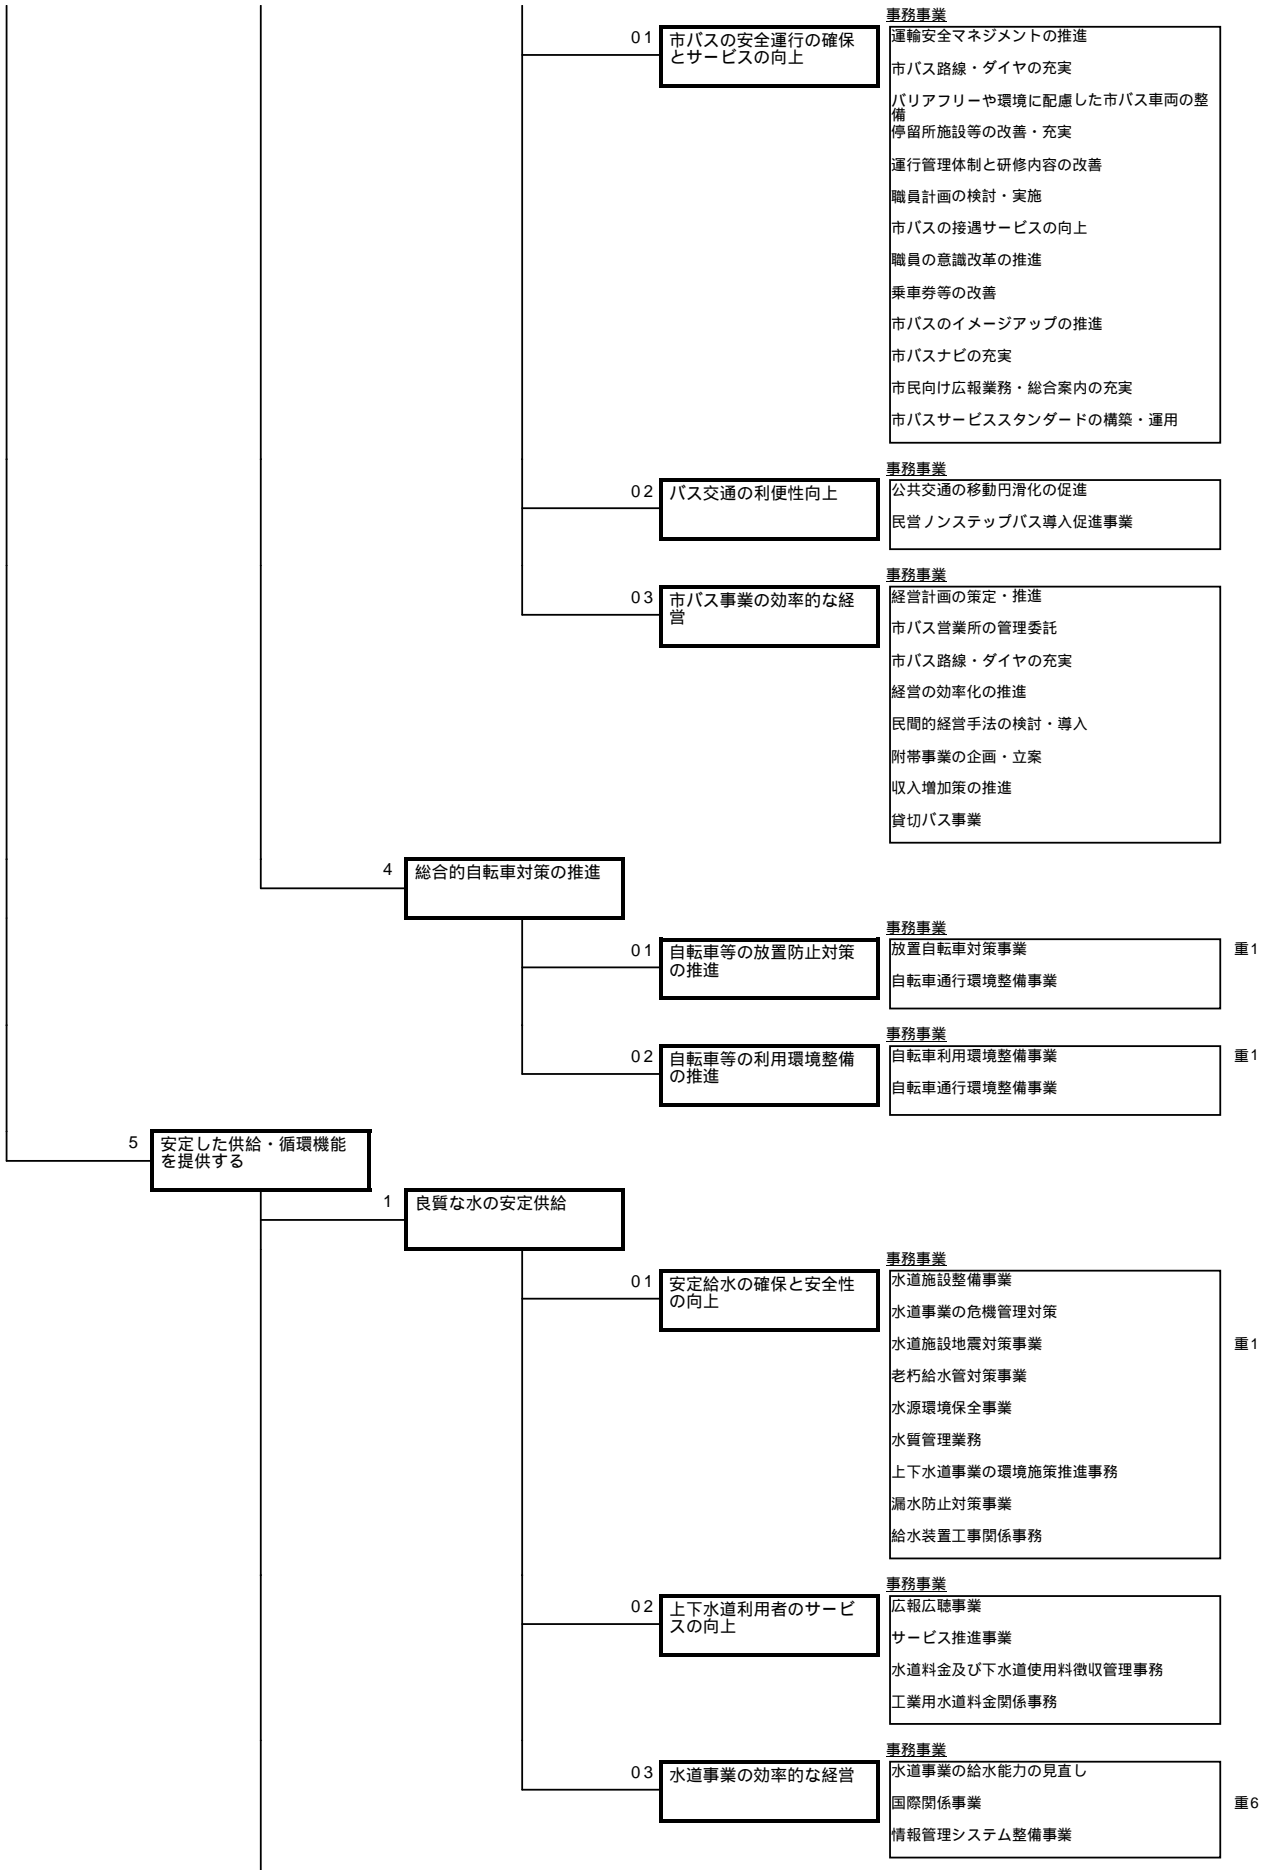 事務事業
01
市バスの安全運行の確保
とサービスの向上
運輸安全マネジメントの推進
市バス路線・ダイヤの充実
バリアフリーや環境に配慮した市バス車両の整
備
停留所施設等の改善・充実
運行管理体制と研修内容の改善
職員計画の検討・実施
市バスの接遇サービスの向上
職員の意識改革の推進
乗車券等の改善
市バスのイメージアップの推進
市バスナビの充実
市民向け広報業務・総合案内の充実
市バスサービススタンダードの構築・運用
事務事業
02
バス交通の利便性向上
公共交通の移動円滑化の促進
民営ノンステップバス導入促進事業
事務事業
03
市バス事業の効率的な経
営
経営計画の策定・推進
市バス営業所の管理委託
市バス路線・ダイヤの充実
経営の効率化の推進
民間的経営手法の検討・導入
附帯事業の企画・立案
収入増加策の推進
貸切バス事業
4
総合的自転車対策の推進
事務事業
01
自転車等の放置防止対策
の推進
放置自転車対策事業 重1
自転車通行環境整備事業
事務事業
02
自転車等の利用環境整備
の推進
自転車利用環境整備事業 重1
自転車通行環境整備事業
5
安定した供給・循環機能
を提供する
1
良質な水の安定供給
事務事業
01
安定給水の確保と安全性
の向上
水道施設整備事業
水道事業の危機管理対策
水道施設地震対策事業 重1
老朽給水管対策事業
水源環境保全事業
水質管理業務
上下水道事業の環境施策推進事務
漏水防止対策事業
給水装置工事関係事務
事務事業
02
上下水道利用者のサービ
スの向上
広報広聴事業
サービス推進事業
水道料金及び下水道使用料徴収管理事務
工業用水道料金関係事務
事務事業
03
水道事業の効率的な経営
水道事業の給水能力の見直し
国際関係事業 重6
情報管理システム整備事業